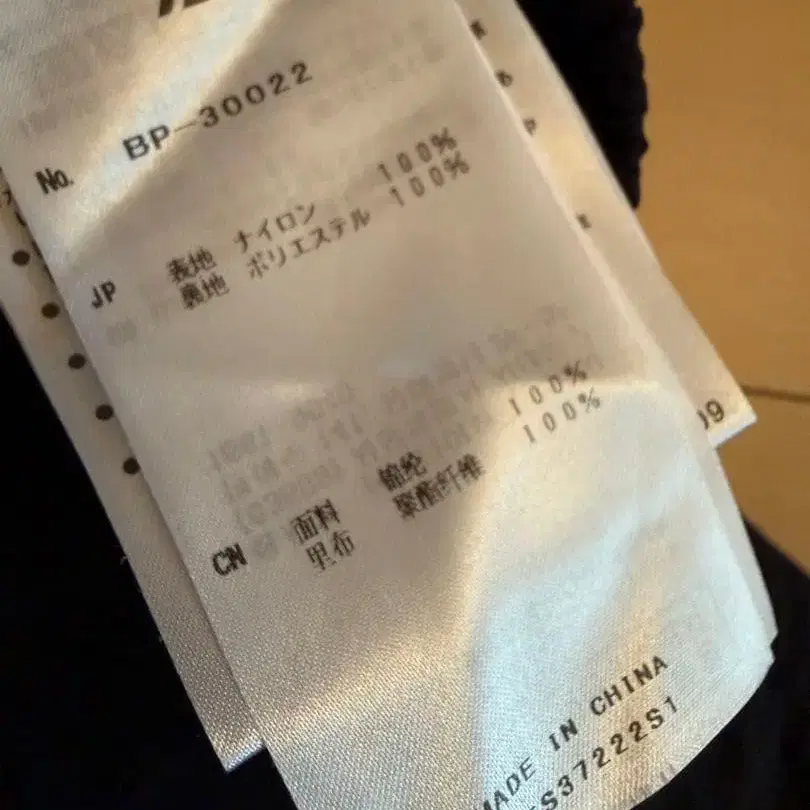 No. BP-30022
JP 表地 ナイロン 100%
裏地 ポリエステル 100%
CN 面料 锦纶 100%
里布 聚酯纤维 100%
MADE IN CHINA
S37222S1